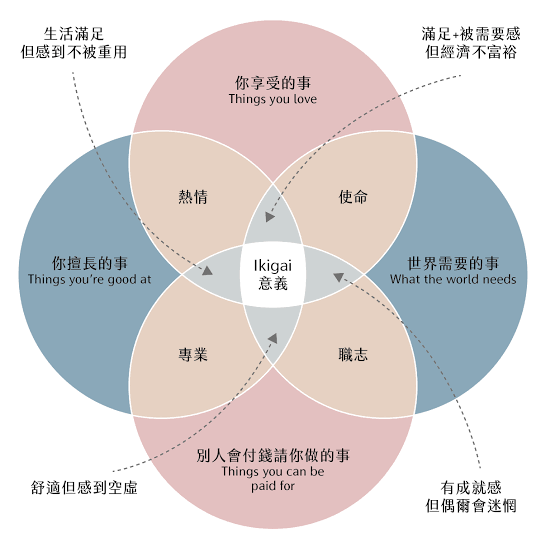 生活滿足
但感到不被重用
滿足+被需要感
但經濟不富裕
你享受的事
Things you love
熱情
使命
你擅長的事
Things you're good at
Ikigai
意義
世界需要的事
What the world needs
專業
職志
別人會付錢請你做的事
Things you can be
paid for
舒適但感到空虛
有成就感
但偶爾會迷惘